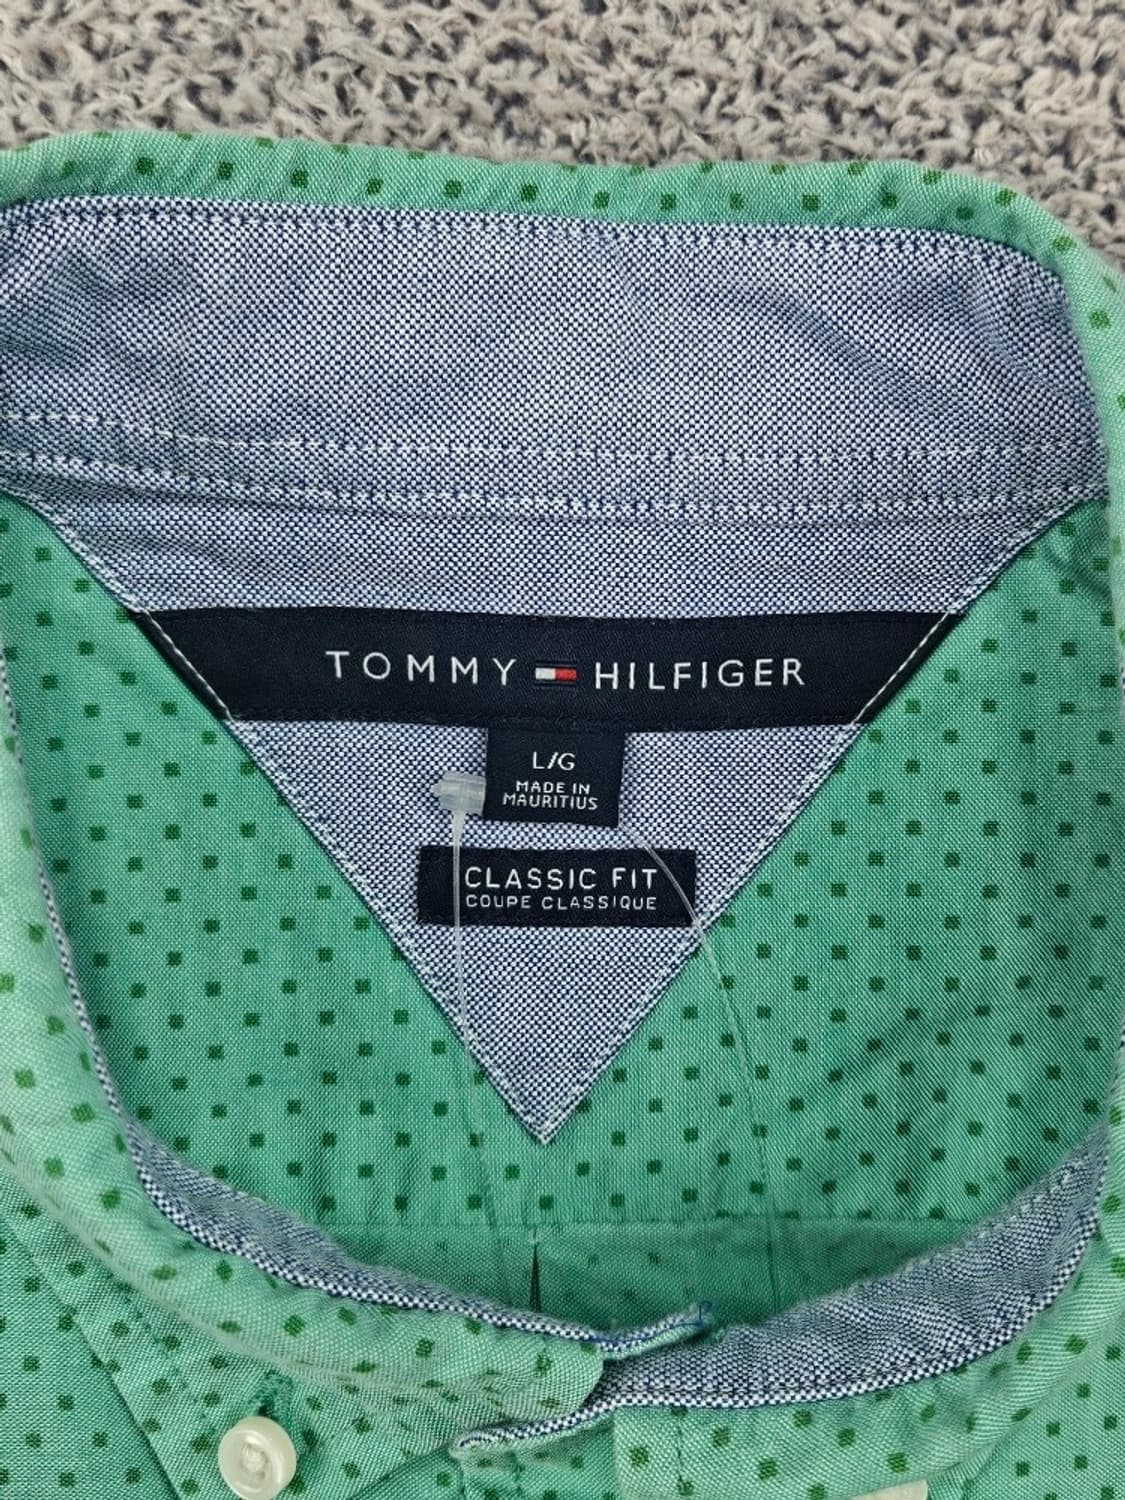 TOMMY HILFIGER
L/G
MADE IN
MAURITIUS
CLASSIC FIT
COUPE CLASSIQUE